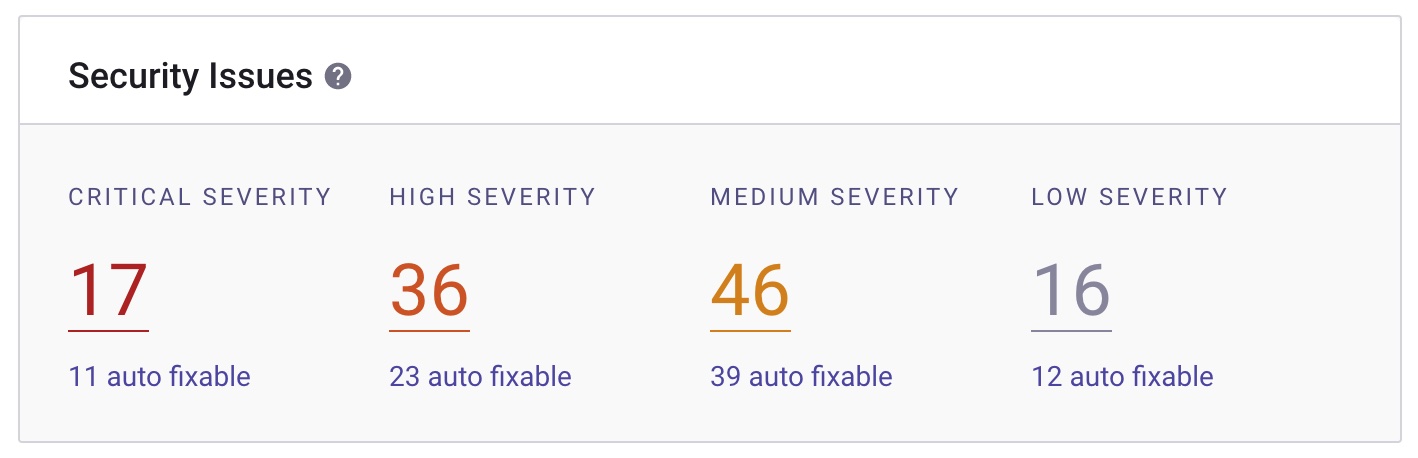 Security Issues
CRITICAL SEVERITY
17
11 auto fixable
HIGH SEVERITY
36
23 auto fixable
MEDIUM SEVERITY
46
39 auto fixable
LOW SEVERITY
16
12 auto fixable